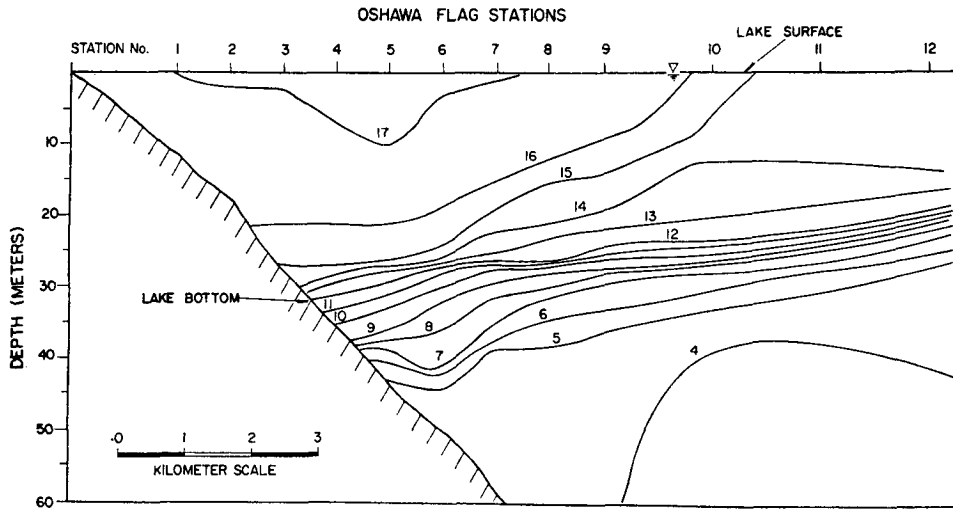 OSHAWA FLAG STATIONS
LAKE SURFACE
STATION No. 1 2 3 4 5 6 7 8 9 10 11 12
17
10
16
15
14
20
13
12
30
LAKE BOTTOM
11
10
9
8
7
6
5
4
40
50
60
DEPTH (METERS)
0 1 2 3
KILOMETER SCALE